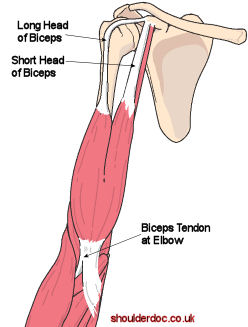 Long Head
of Biceps
Short Head
of Biceps
Biceps Tendon
at Elbow
shoulderdoc.co.uk